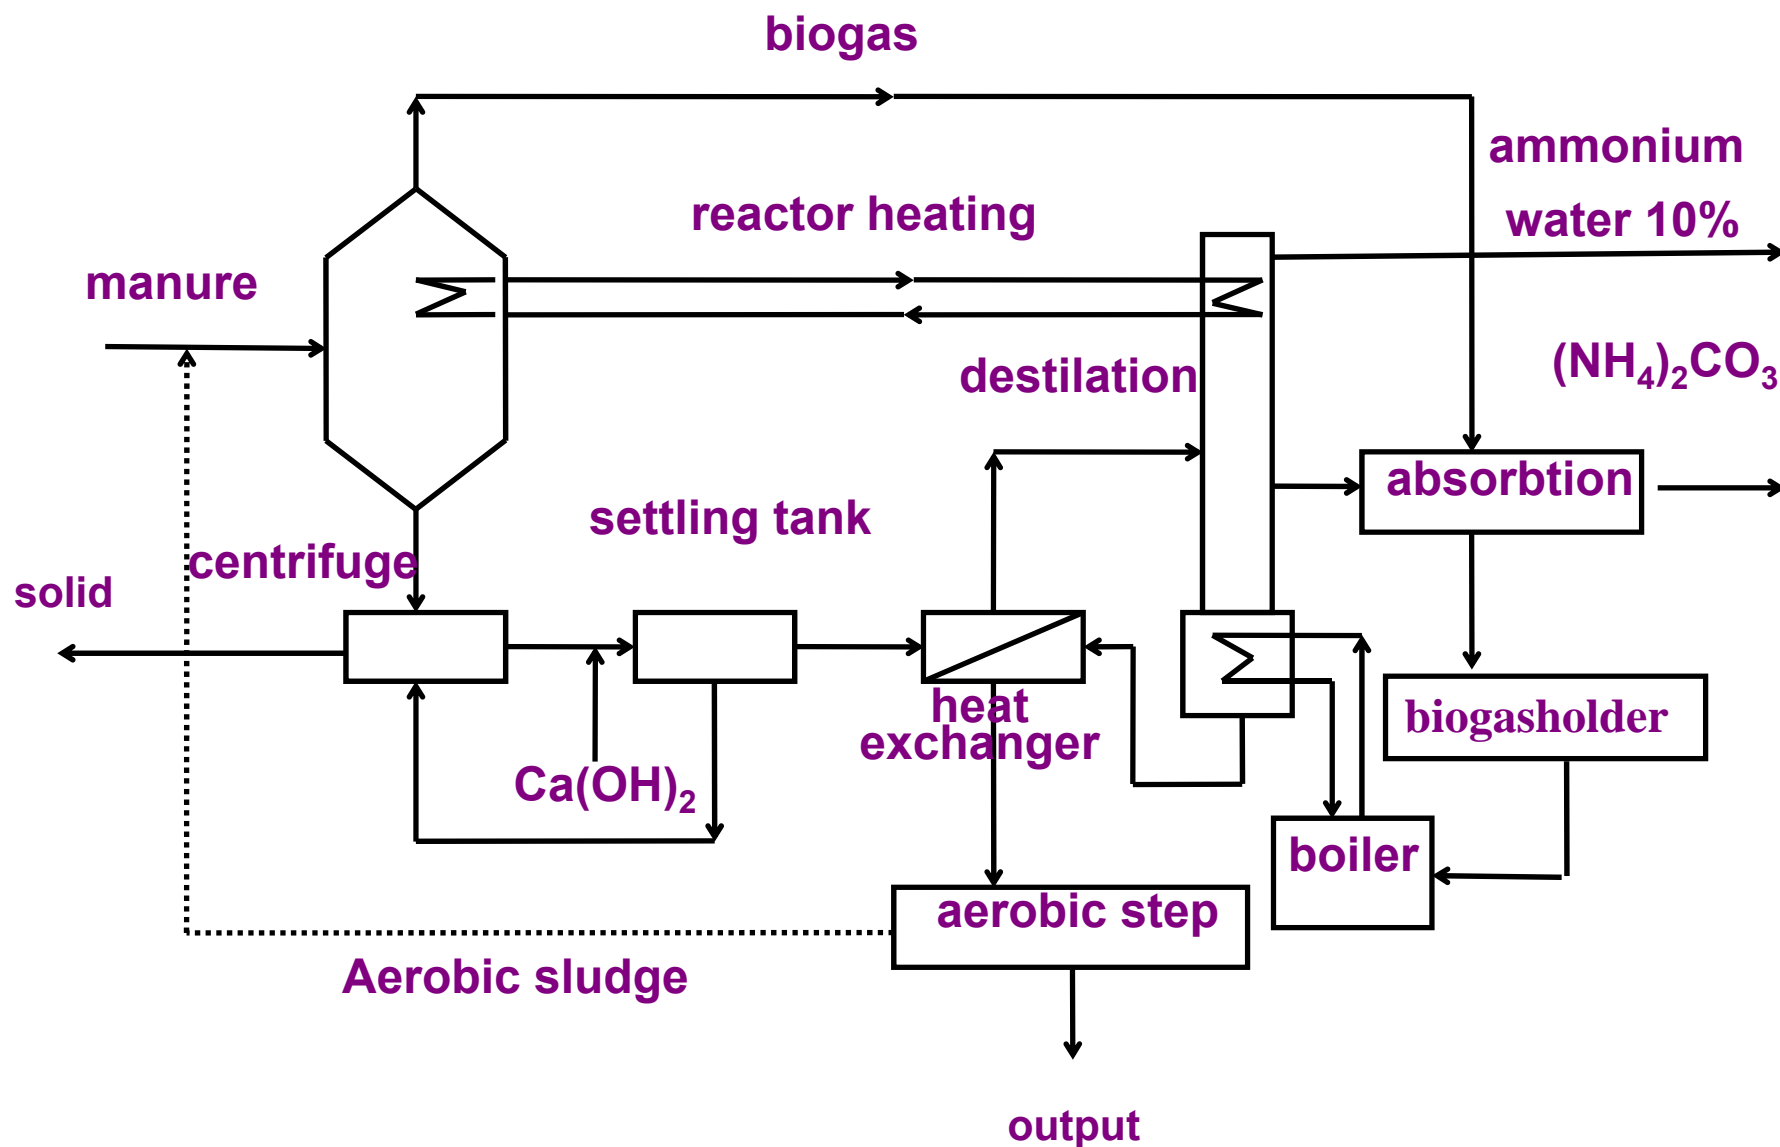 biogas
ammonium
water 10%
reactor heating
manure
(NH₄)₂CO₃
destilation
absorbtion
settling tank
centrifuge
solid
heat
exchanger
biogasholder
Ca(OH)₂
boiler
aerobic step
Aerobic sludge
output